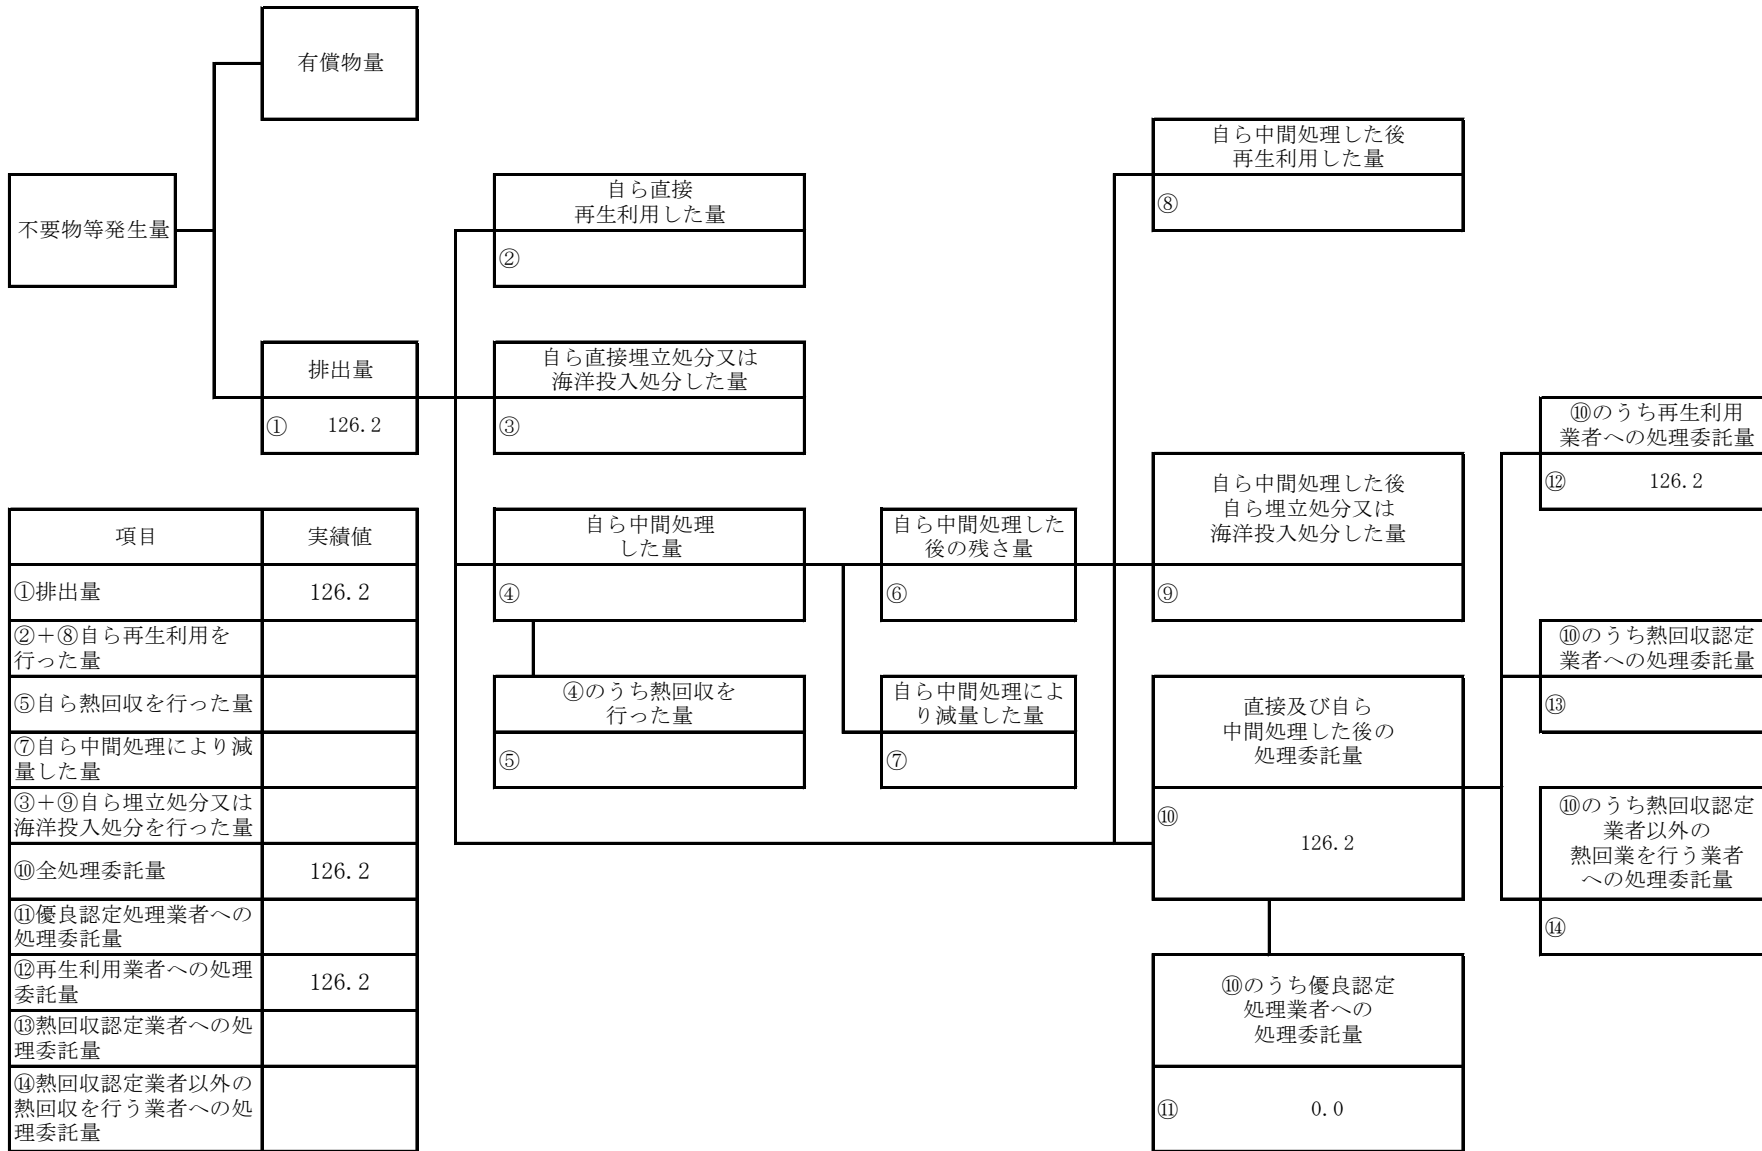 有償物量
不要物等発生量
排出量
① 126.2
自ら直接
再生利用した量
②
自ら直接埋立処分又は
海洋投入処分した量
③
自ら中間処理
した量
④
④のうち熱回収を
行った量
⑤
自ら中間処理した
後の残さ量
⑥
自ら中間処理によ
り減量した量
⑦
自ら中間処理した後
再生利用した量
⑧
自ら中間処理した後
自ら埋立処分又は
海洋投入処分した量
⑨
直接及び自ら
中間処理した後の
処理委託量
⑩
126.2
⑩のうち優良認定
処理業者への
処理委託量
⑪ 0.0
⑩のうち再生利用
業者への処理委託量
⑫ 126.2
⑩のうち熱回収認定
業者への処理委託量
⑬
⑩のうち熱回収認定
業者以外の
熱回業を行う業者
への処理委託量
⑭
項目 実績値
①排出量 126.2
②+⑧自ら再生利用を
行った量
⑤自ら熱回収を行った量
⑦自ら中間処理により減
量した量
③+⑨自ら埋立処分又は
海洋投入処分を行った量
⑩全処理委託量 126.2
⑪優良認定処理業者への
処理委託量
⑫再生利用業者への処理
委託量 126.2
⑬熱回収認定業者への処
理委託量
⑭熱回収認定業者以外の
熱回収を行う業者への処
理委託量